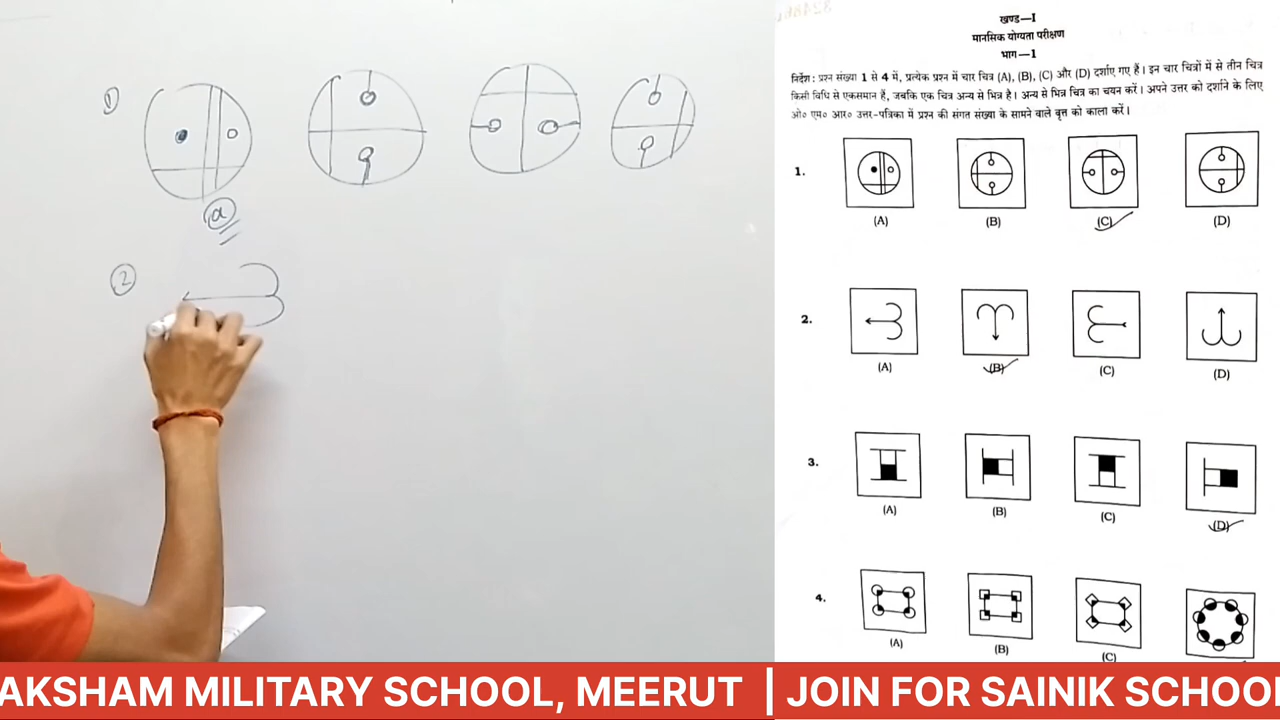 ①
ⓐ
②
खण्ड—I
मानसिक योग्यता परीक्षण
भाग—1
निर्देश: प्रश्न संख्या 1 से 4 में, प्रत्येक प्रश्न में चार चित्र (A), (B), (C) और (D) दर्शाए गए हैं। इन चार चित्रों में से तीन चित्र
किसी विधि से एकसमान हैं, जबकि एक चित्र अन्य से भिन्न है। अन्य से भिन्न चित्र का चयन करें। अपने उत्तर को दर्शाने के लिए
ओ० एम० आर० उत्तर-पत्रिका में प्रश्न की संगत संख्या के सामने वाले वृत्त को काला करें।
1.
(A) (B) (C) (D)
2.
(A) (B) (C) (D)
3.
(A) (B) (C) (D)
4.
(A) (B) (C)
AKSHAM MILITARY SCHOOL, MEERUT | JOIN FOR SAINIK SCHOOL